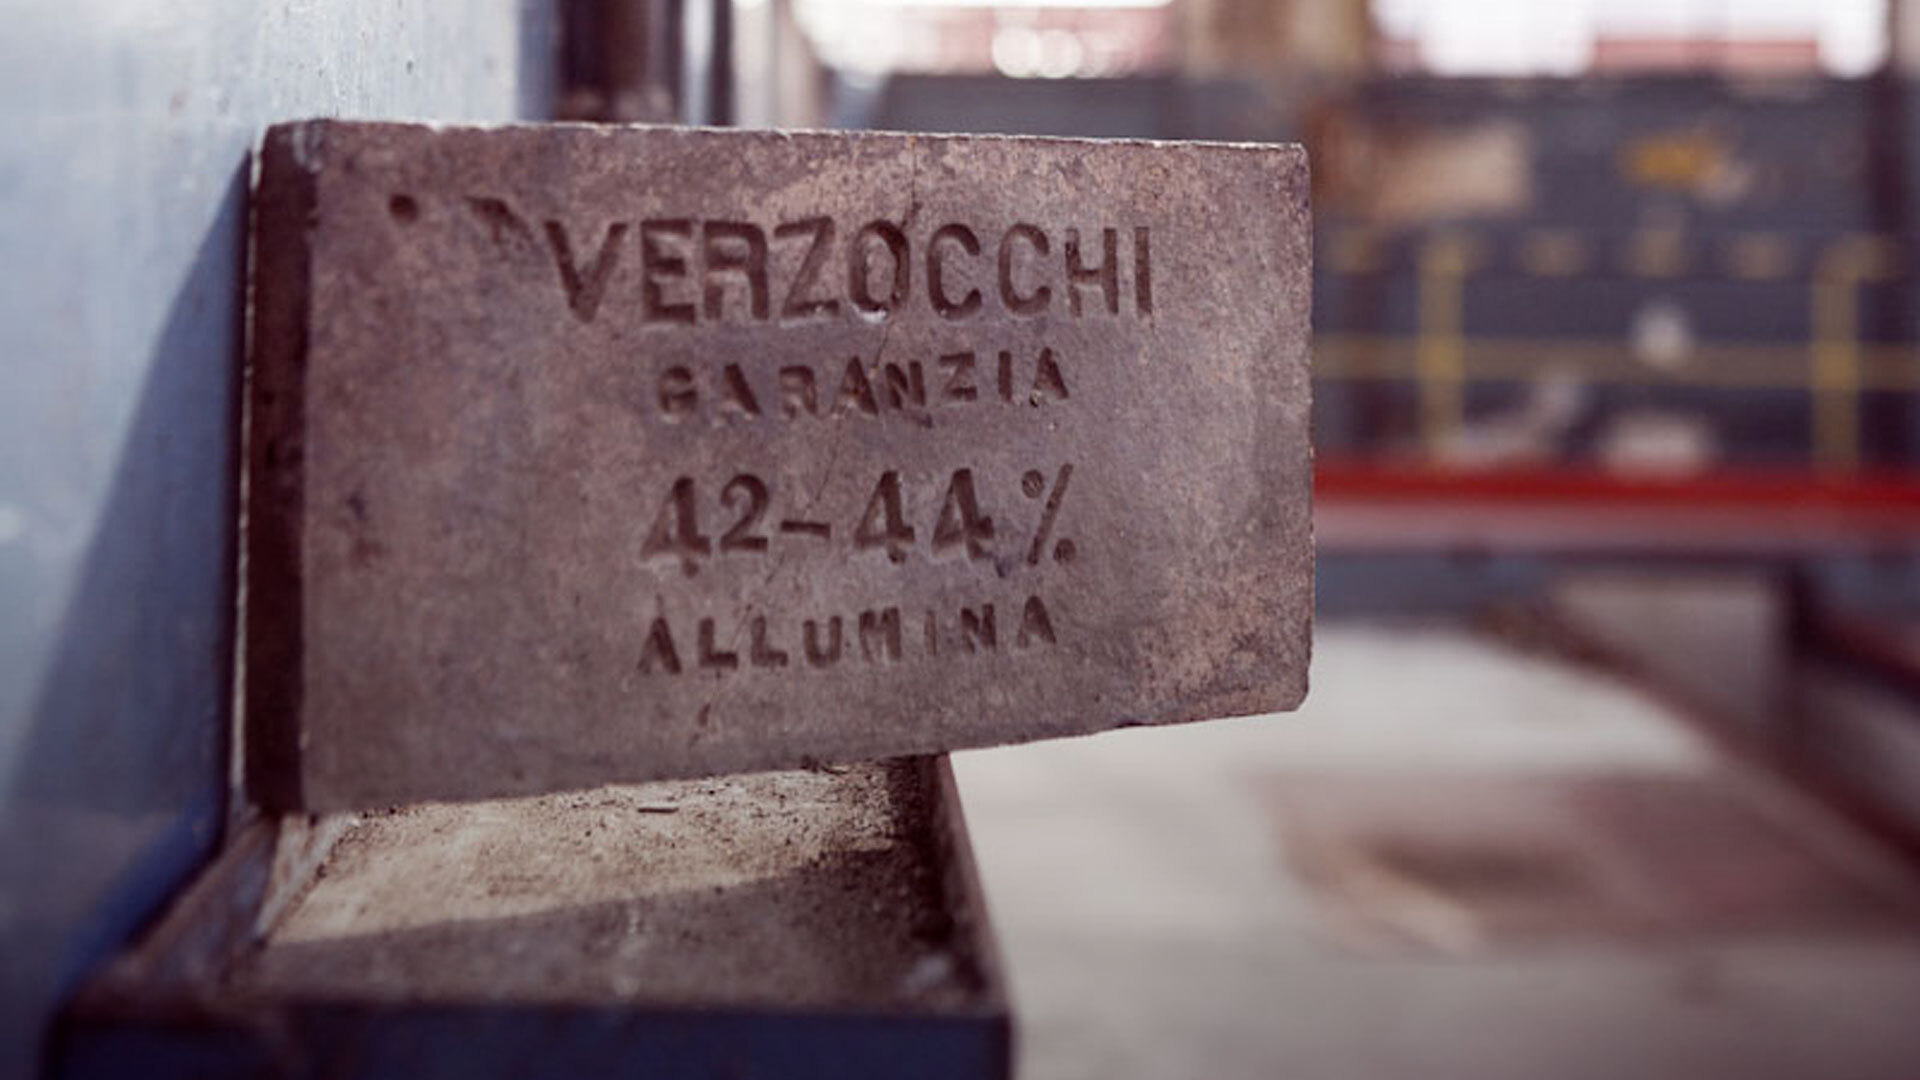 VERZOCCHI
GARANZIA
42-44%
ALLUMINA